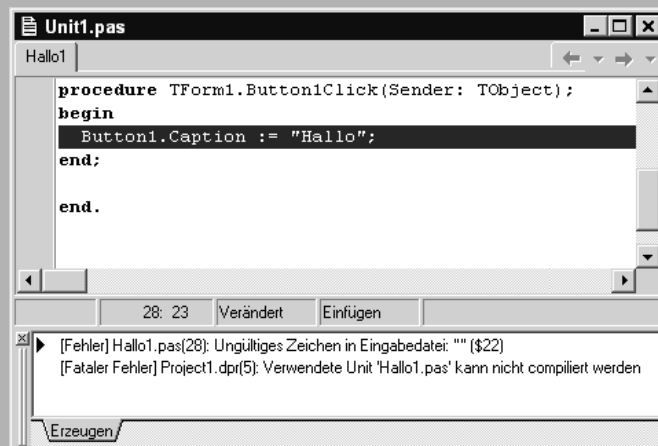 Unit1.pas
Hallo1
procedure TForm1.Button1Click(Sender: TObject);
begin
Button1.Caption := "Hallo";
end;
end.
28: 23 Verändert Einfügen
[Fehler] Hallo1.pas(28): Ungültiges Zeichen in Eingabedatei: '"' ($22)
[Fataler Fehler] Project1.dpr(5): Verwendete Unit 'Hallo1.pas' kann nicht compiliert werden
Erzeugen